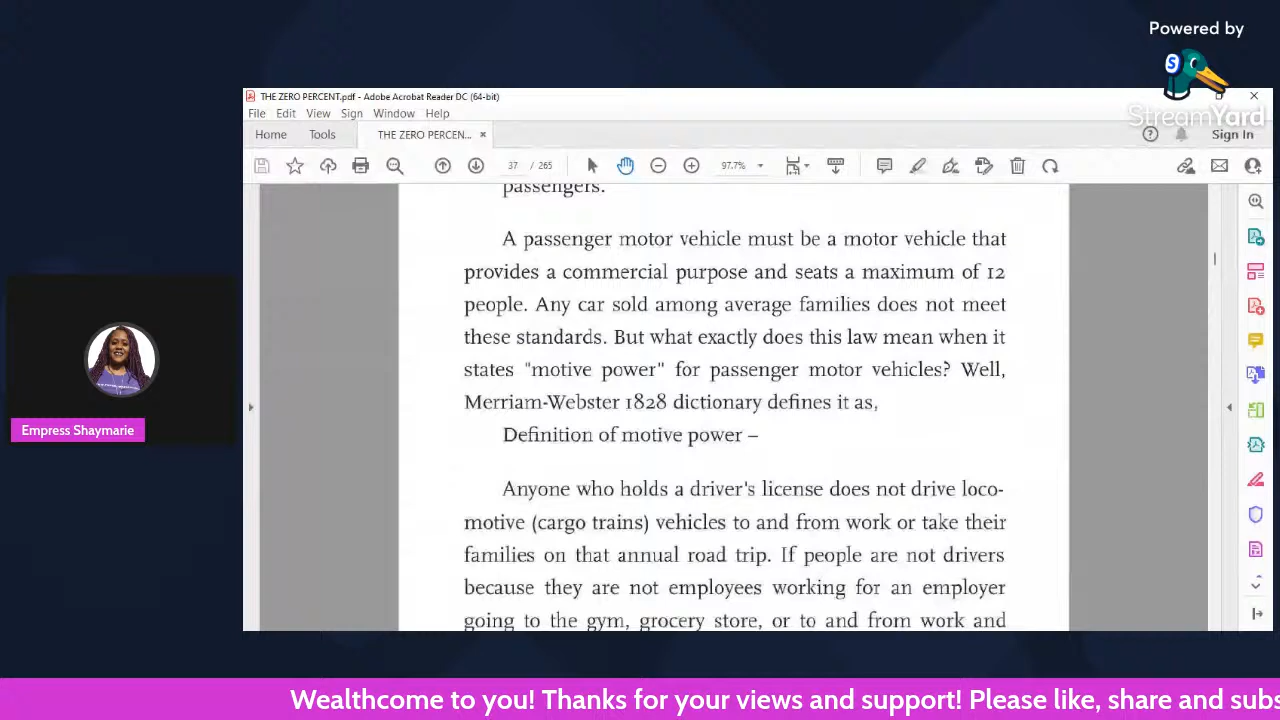 Powered by
S
StreamYard
THE ZERO PERCENT.pdf - Adobe Acrobat Reader DC (64-bit)
File Edit View Sign Window Help
Home Tools THE ZERO PERCEN... ×
Sign In
37 / 265 97.7%
passengers.
A passenger motor vehicle must be a motor vehicle that
provides a commercial purpose and seats a maximum of 12
people. Any car sold among average families does not meet
these standards. But what exactly does this law mean when it
states "motive power" for passenger motor vehicles? Well,
Merriam-Webster 1828 dictionary defines it as,
Definition of motive power –
Anyone who holds a driver's license does not drive loco-
motive (cargo trains) vehicles to and from work or take their
families on that annual road trip. If people are not drivers
because they are not employees working for an employer
going to the gym, grocery store, or to and from work and
Empress Shaymarie
Wealthcome to you! Thanks for your views and support! Please like, share and subs